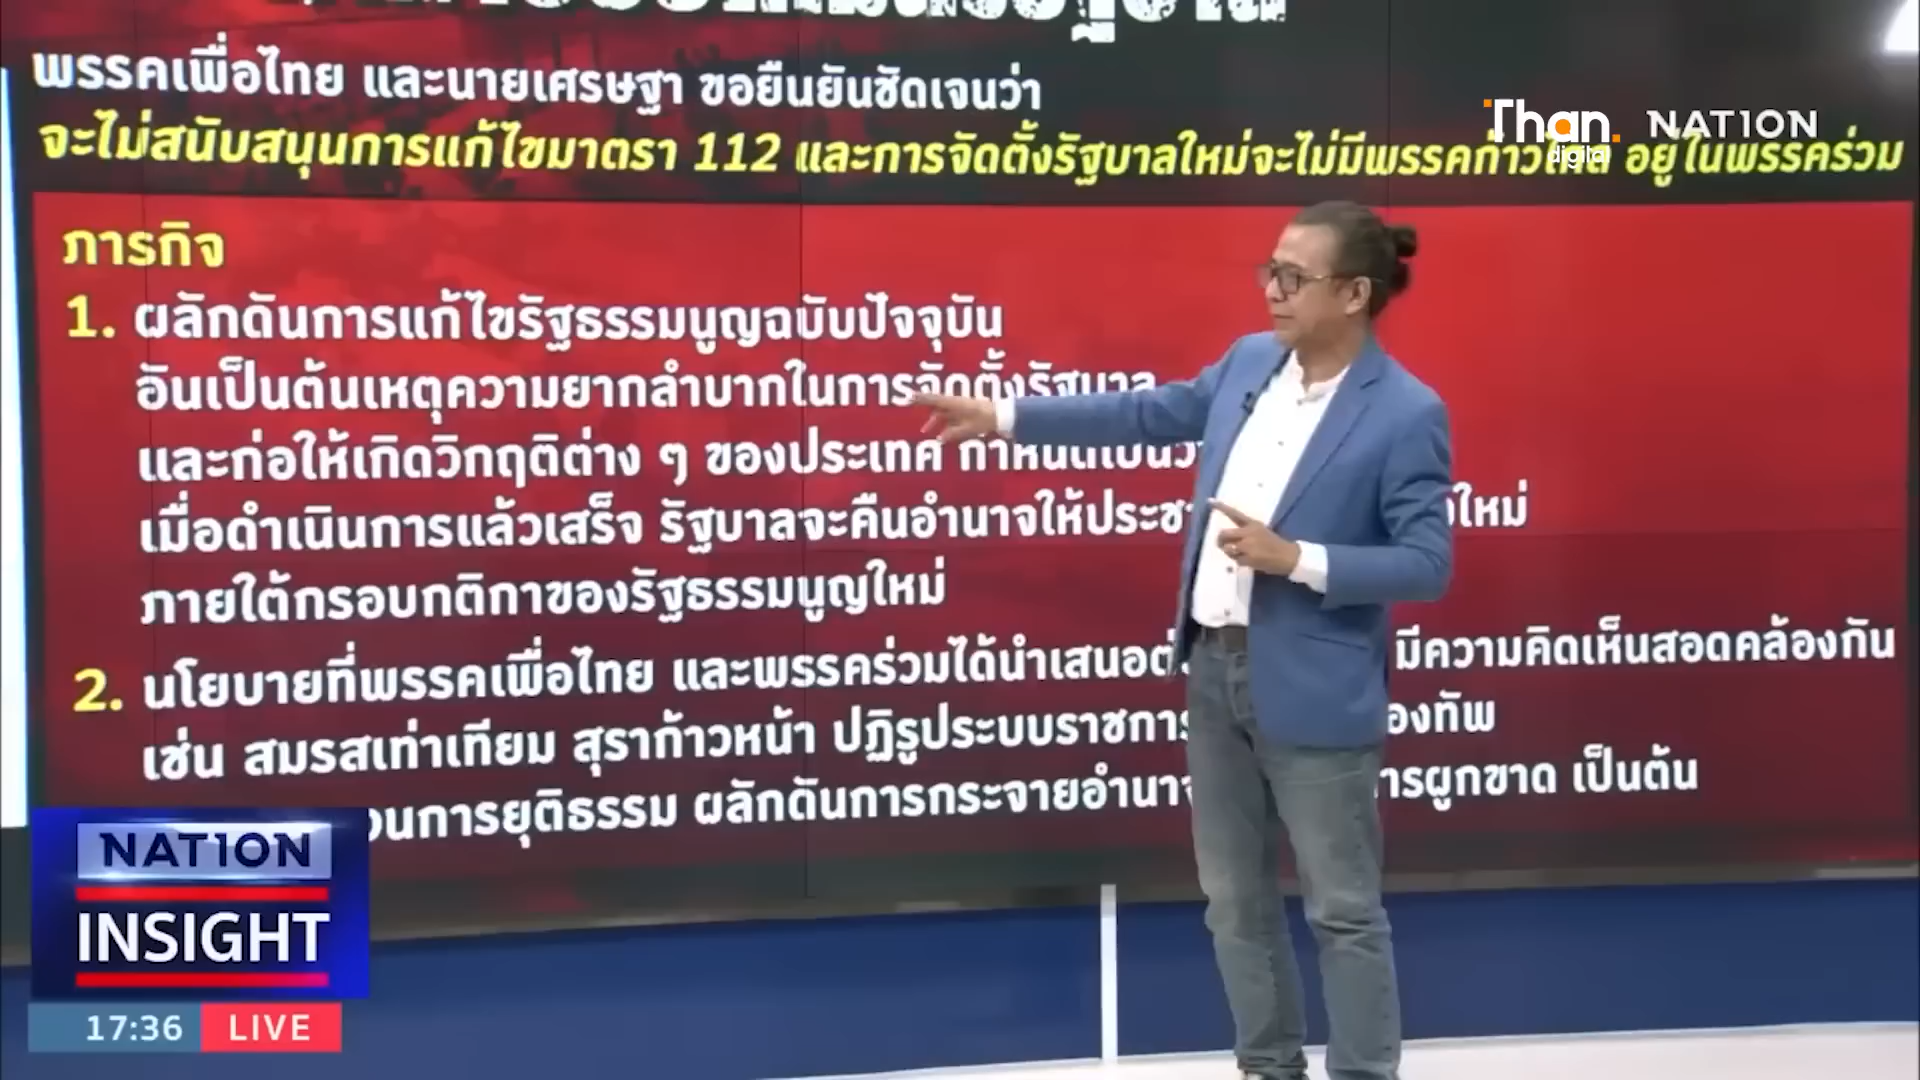 พรรคเพื่อไทย และนายเศรษฐา ขอยืนยันชัดเจนว่า
จะไม่สนับสนุนการแก้ไขมาตรา 112 และการจัดตั้งรัฐบาลใหม่จะไม่มีพรรคก้าวไกล อยู่ในพรรคร่วม
Than digital
NATION
ภารกิจ
1. ผลักดันการแก้ไขรัฐธรรมนูญฉบับปัจจุบัน
อันเป็นต้นเหตุความยากลำบากในการจัดตั้งรัฐบาล
และก่อให้เกิดวิกฤติต่าง ๆ ของประเทศ กำหนดเป็น
เมื่อดำเนินการแล้วเสร็จ รัฐบาลจะคืนอำนาจให้ ใหม่
ภายใต้กรอบกติกาของรัฐธรรมนูญใหม่
2. นโยบายที่พรรคเพื่อไทย และพรรคร่วมได้นำเสนอ มีความคิดเห็นสอดคล้องกัน
เช่น สมรสเท่าเทียม สุราก้าวหน้า ปฏิรูประบบราชการ องทัพ
วนการยุติธรรม ผลักดันการกระจายอำนาจ ารผูกขาด เป็นต้น
NATION
INSIGHT
17:36 LIVE